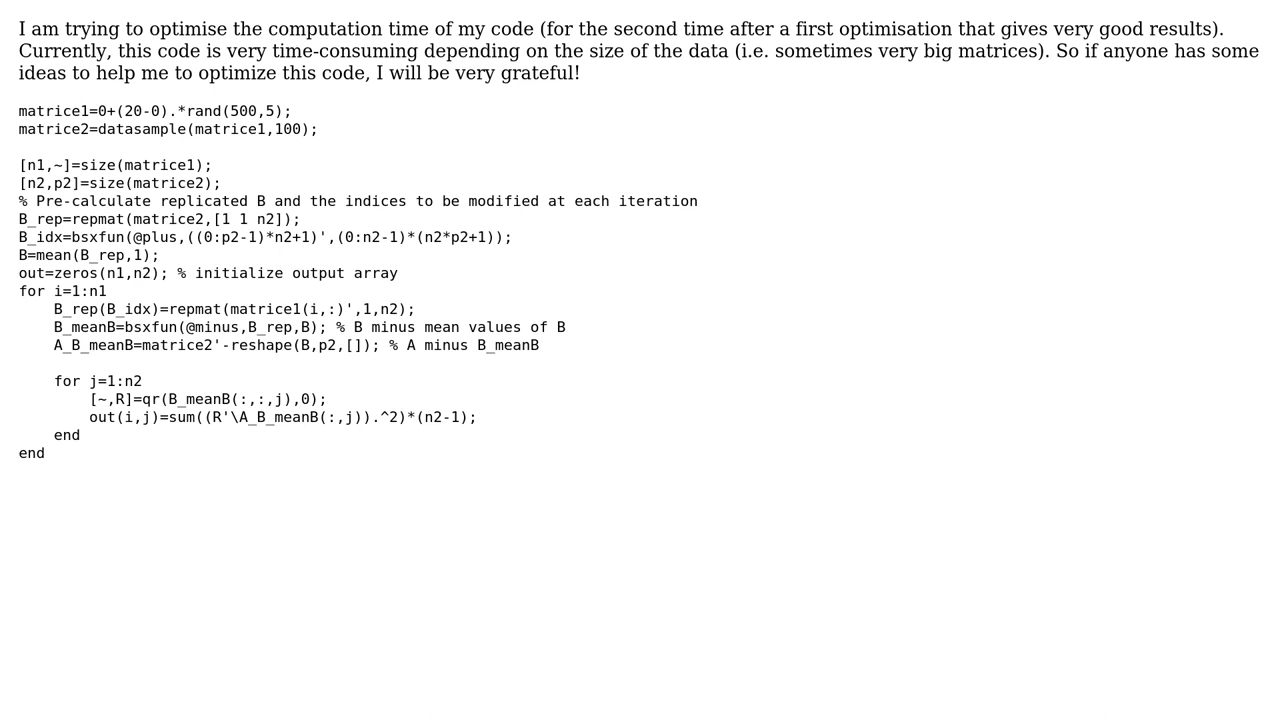 I am trying to optimise the computation time of my code (for the second time after a first optimisation that gives very good results).
Currently, this code is very time-consuming depending on the size of the data (i.e. sometimes very big matrices). So if anyone has some
ideas to help me to optimize this code, I will be very grateful!
matrice1=0+(20-0).*rand(500,5);
matrice2=datasample(matrice1,100);
[n1,~]=size(matrice1);
[n2,p2]=size(matrice2);
% Pre-calculate replicated B and the indices to be modified at each iteration
B_rep=repmat(matrice2,[1 1 n2]);
B_idx=bsxfun(@plus,((0:p2-1)*n2+1)',(0:n2-1)*(n2*p2+1));
B=mean(B_rep,1);
out=zeros(n1,n2); % initialize output array
for i=1:n1
    B_rep(B_idx)=repmat(matrice1(i,:)',1,n2);
    B_meanB=bsxfun(@minus,B_rep,B); % B minus mean values of B
    A_B_meanB=matrice2'-reshape(B,p2,[]); % A minus B_meanB
    for j=1:n2
        [~,R]=qr(B_meanB(:,:,j),0);
        out(i,j)=sum((R'\A_B_meanB(:,j)).^2)*(n2-1);
    end
end